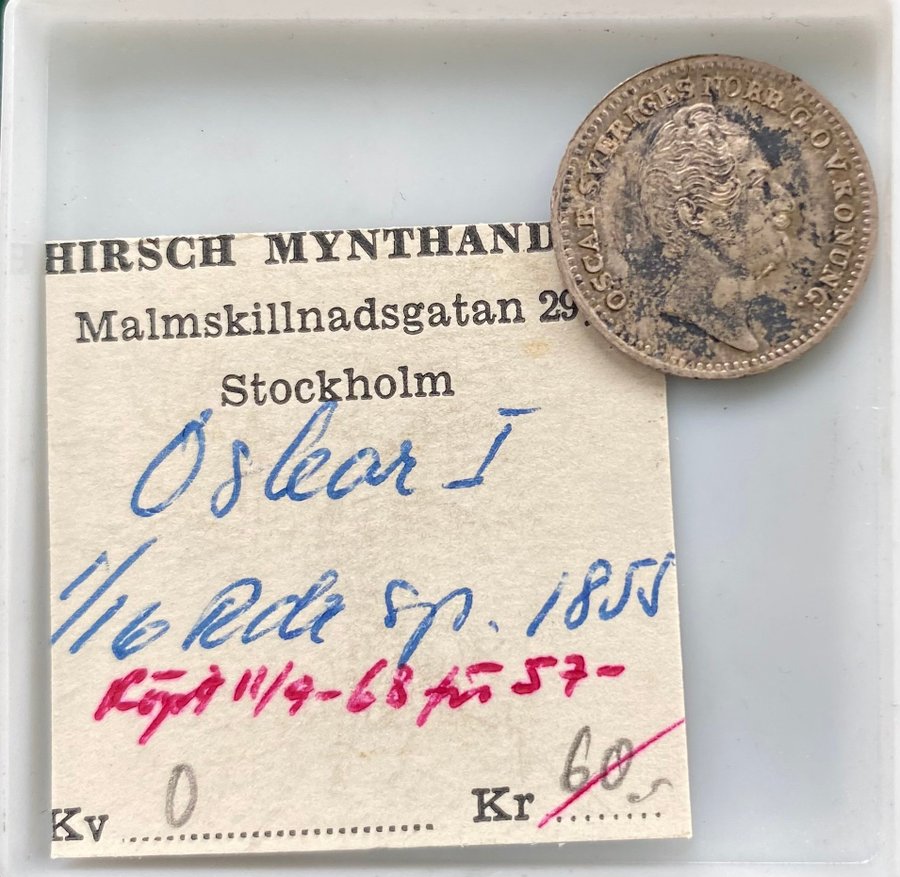 HIRSCH MYNTHAND
Malmskillnadsgatan 29
Stockholm
Oskar I
1/16 Rdr sp. 1855
Köpt 11/9-68 för 57-
Kv 0 Kr 60
OSCAR SVERIGES NORR. G. O. V. KONUNG.